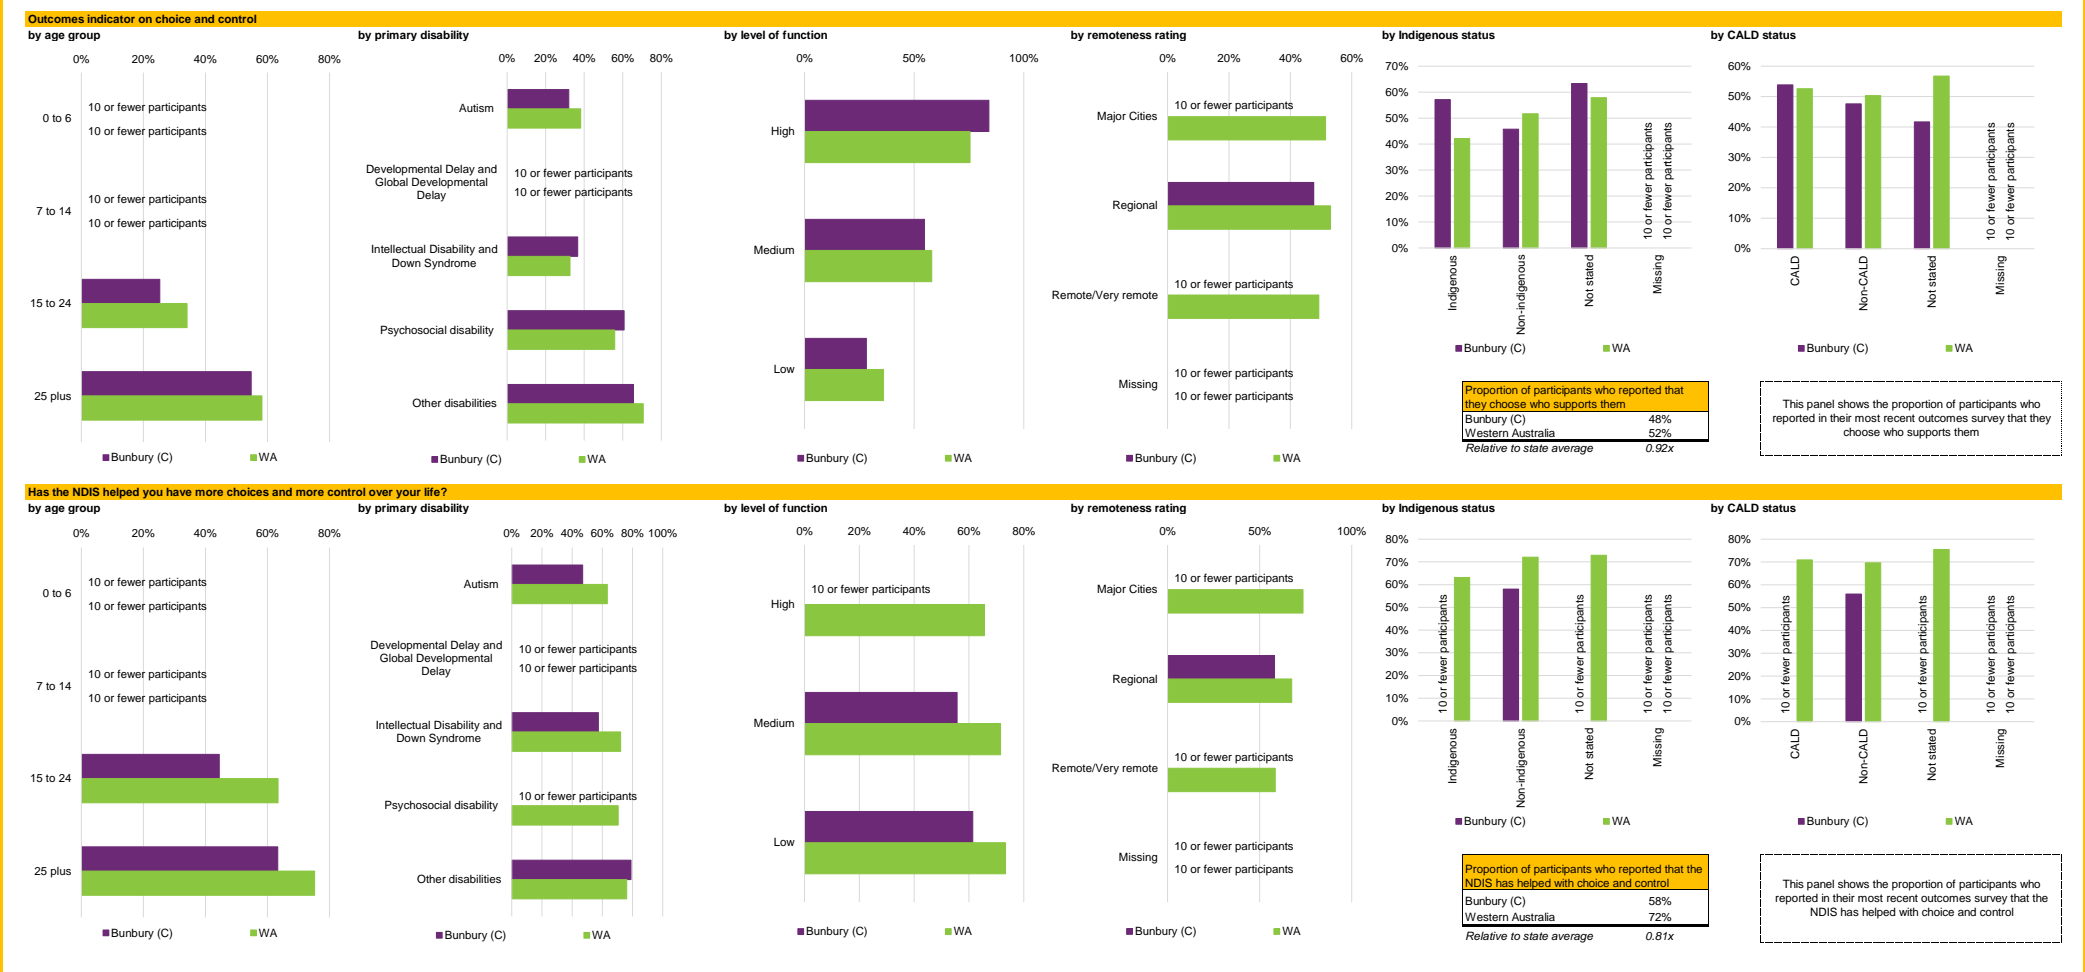 Outcomes indicator on choice and control
by age group
0% 20% 40% 60% 80%
0 to 6
10 or fewer participants
10 or fewer participants
7 to 14
10 or fewer participants
10 or fewer participants
15 to 24
25 plus
Bunbury (C) WA
by primary disability
0% 20% 40% 60% 80%
Autism
Developmental Delay and
Global Developmental
Delay
10 or fewer participants
10 or fewer participants
Intellectual Disability and
Down Syndrome
Psychosocial disability
Other disabilities
Bunbury (C) WA
by level of function
0% 50% 100%
High
Medium
Low
Bunbury (C) WA
by remoteness rating
0% 20% 40% 60%
Major Cities
10 or fewer participants
Regional
Remote/Very remote
10 or fewer participants
Missing
10 or fewer participants
10 or fewer participants
Bunbury (C) WA
by Indigenous status
70%
60%
50%
40%
30%
20%
10%
0%
10 or fewer participants
10 or fewer participants
Indigenous
Non-indigenous
Not stated
Missing
Bunbury (C) WA
by CALD status
60%
50%
40%
30%
20%
10%
0%
10 or fewer participants
10 or fewer participants
CALD
Non-CALD
Not stated
Missing
Bunbury (C) WA
Proportion of participants who reported that
they choose who supports them
Bunbury (C) 48%
Western Australia 52%
Relative to state average 0.92x
This panel shows the proportion of participants who
reported in their most recent outcomes survey that they
choose who supports them
Has the NDIS helped you have more choices and more control over your life?
by age group
0% 20% 40% 60% 80%
0 to 6
10 or fewer participants
10 or fewer participants
7 to 14
10 or fewer participants
10 or fewer participants
15 to 24
25 plus
Bunbury (C) WA
by primary disability
0% 20% 40% 60% 80% 100%
Autism
Developmental Delay and
Global Developmental
Delay
10 or fewer participants
10 or fewer participants
Intellectual Disability and
Down Syndrome
Psychosocial disability
10 or fewer participants
Other disabilities
Bunbury (C) WA
by level of function
0% 20% 40% 60% 80%
High
10 or fewer participants
Medium
Low
Bunbury (C) WA
by remoteness rating
0% 50% 100%
Major Cities
10 or fewer participants
Regional
Remote/Very remote
10 or fewer participants
Missing
10 or fewer participants
10 or fewer participants
Bunbury (C) WA
by Indigenous status
80%
70%
60%
50%
40%
30%
20%
10%
0%
10 or fewer participants
10 or fewer participants
10 or fewer participants
10 or fewer participants
Indigenous
Non-indigenous
Not stated
Missing
Bunbury (C) WA
by CALD status
80%
70%
60%
50%
40%
30%
20%
10%
0%
10 or fewer participants
10 or fewer participants
10 or fewer participants
10 or fewer participants
CALD
Non-CALD
Not stated
Missing
Bunbury (C) WA
Proportion of participants who reported that the
NDIS has helped with choice and control
Bunbury (C) 58%
Western Australia 72%
Relative to state average 0.81x
This panel shows the proportion of participants who
reported in their most recent outcomes survey that the
NDIS has helped with choice and control